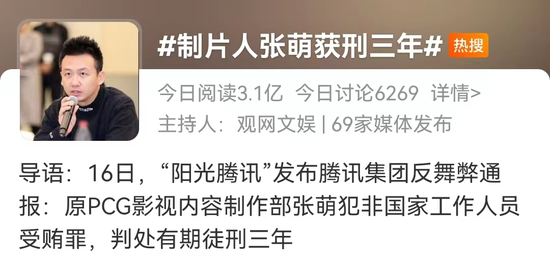 #制片人张萌获刑三年# 热搜
今日阅读3.1亿 今日讨论6269 详情>
主持人：观网文娱 | 69家媒体发布
导语：16日，“阳光腾讯”发布腾讯集团反舞弊通
报：原PCG影视内容制作部张萌犯非国家工作人员
受贿罪，判处有期徒刑三年